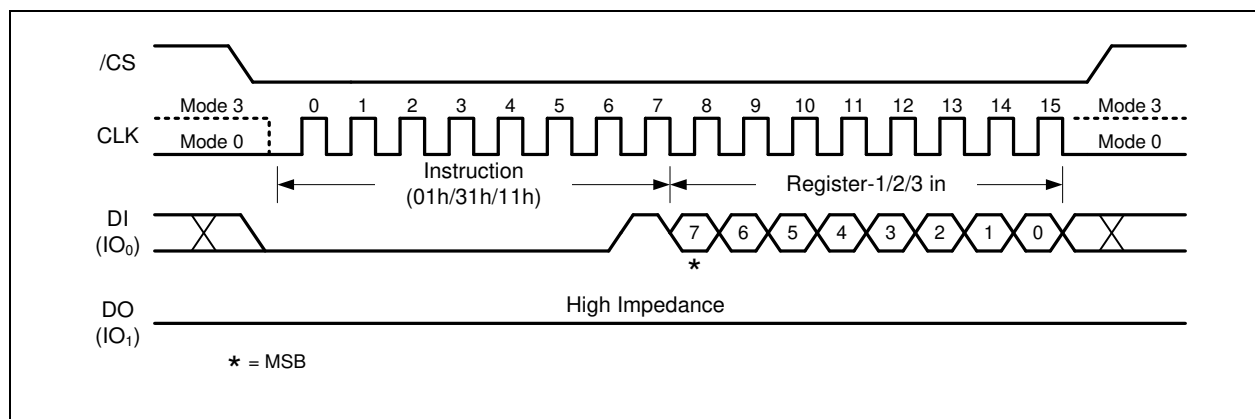 /CS
Mode 3 0 1 2 3 4 5 6 7 8 9 10 11 12 13 14 15 Mode 3
CLK
Mode 0 Mode 0
Instruction
(01h/31h/11h)
Register-1/2/3 in
DI
(IO₀)
7 6 5 4 3 2 1 0
*
High Impedance
DO
(IO₁)
* = MSB